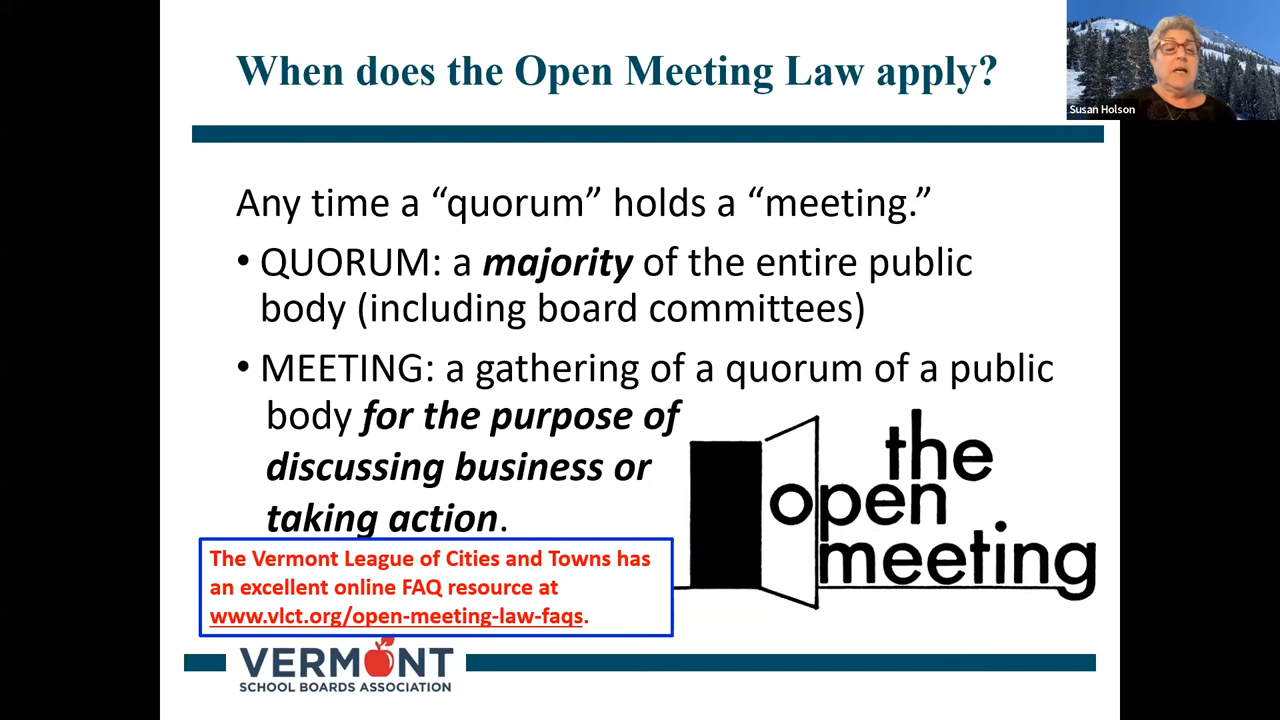 When does the Open Meeting Law apply?
Susan Holson
Any time a “quorum” holds a “meeting.”
• QUORUM: a majority of the entire public
body (including board committees)
• MEETING: a gathering of a quorum of a public
body for the purpose of
discussing business or
taking action.
the
open
meeting
The Vermont League of Cities and Towns has
an excellent online FAQ resource at
www.vlct.org/open-meeting-law-faqs.
VERMONT
SCHOOL BOARDS ASSOCIATION